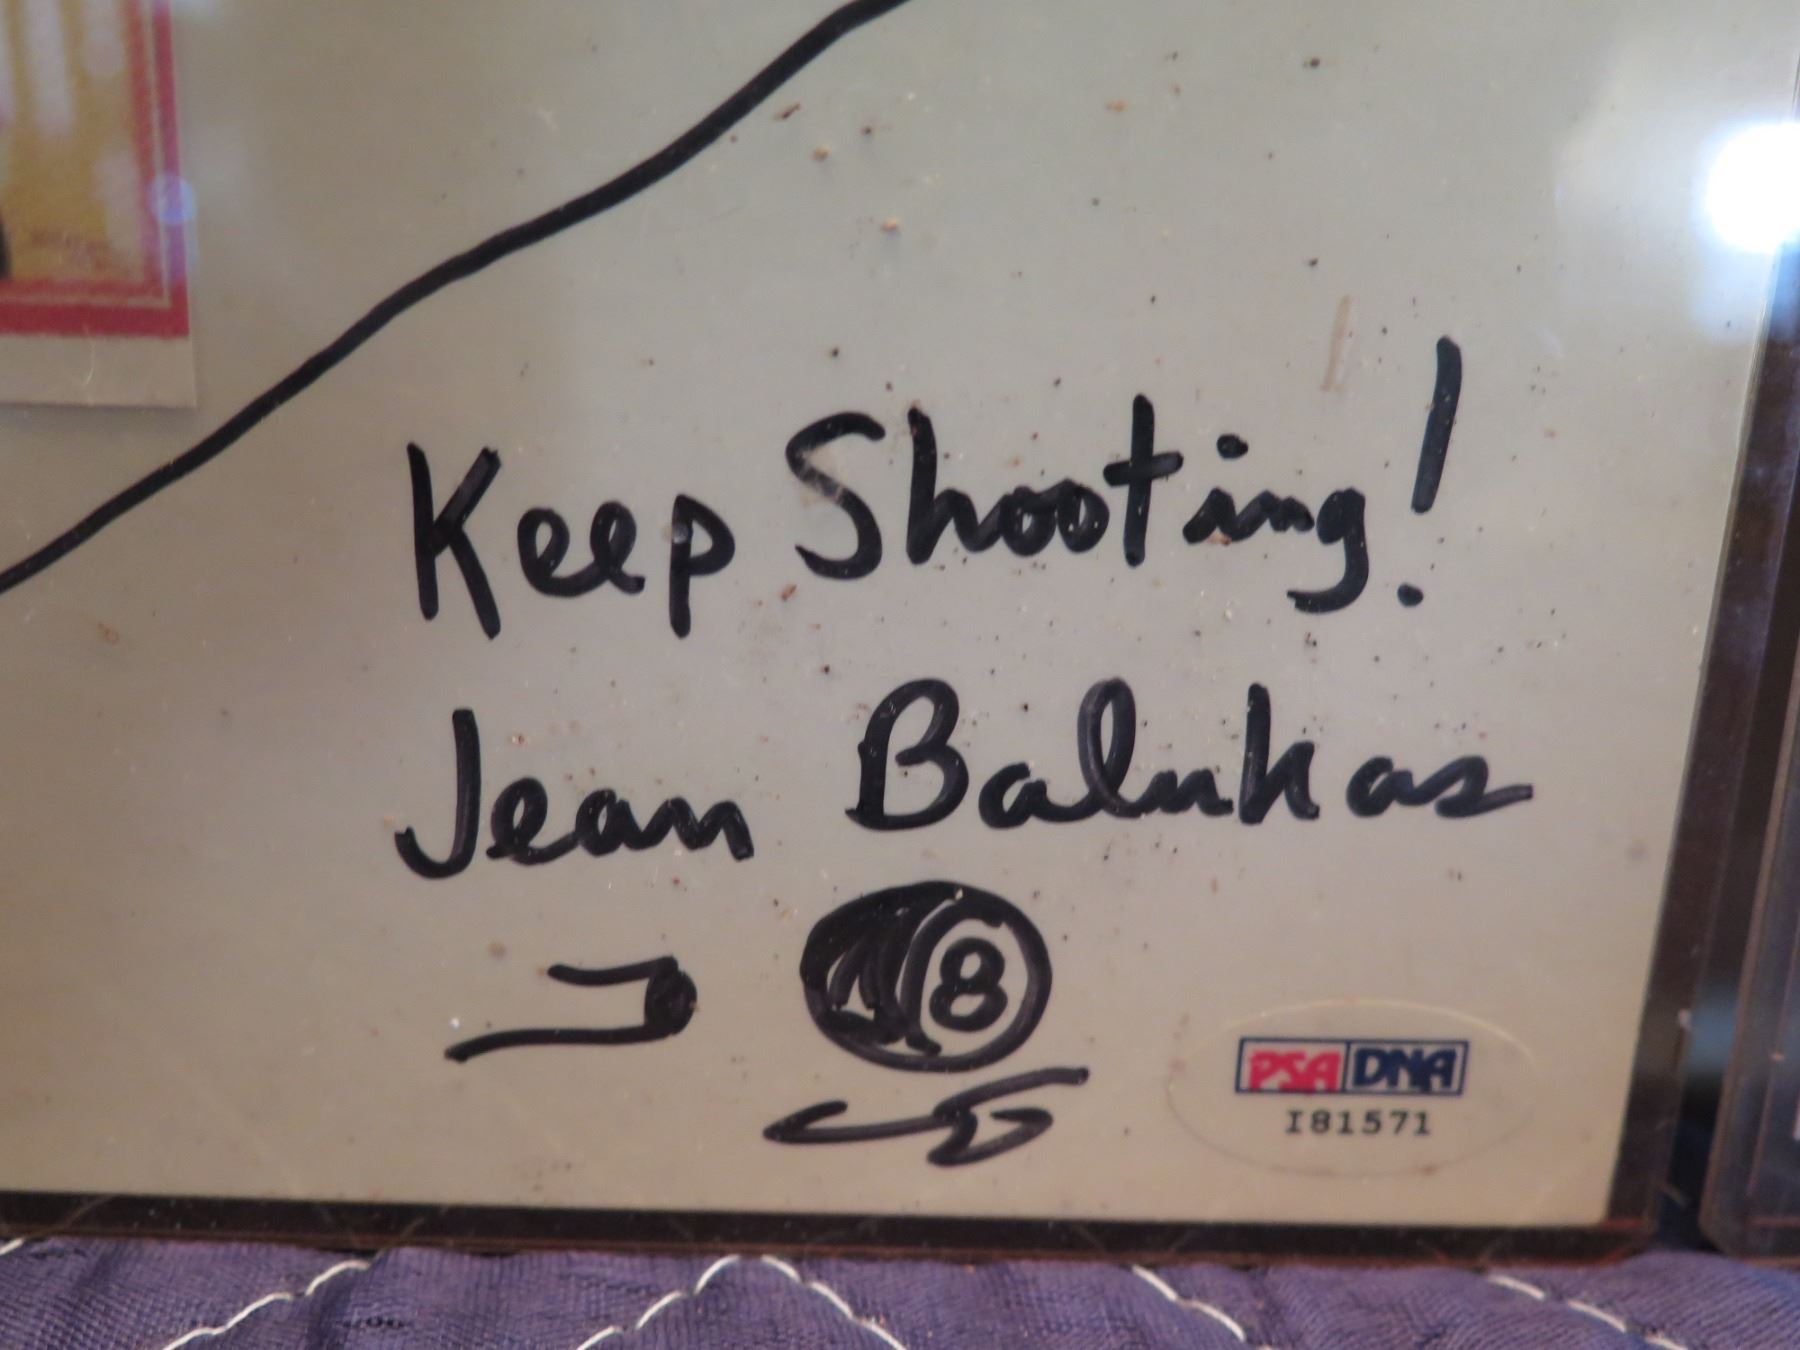 Keep Shooting!
Jean Balukas
8
PSA DNA
I81571